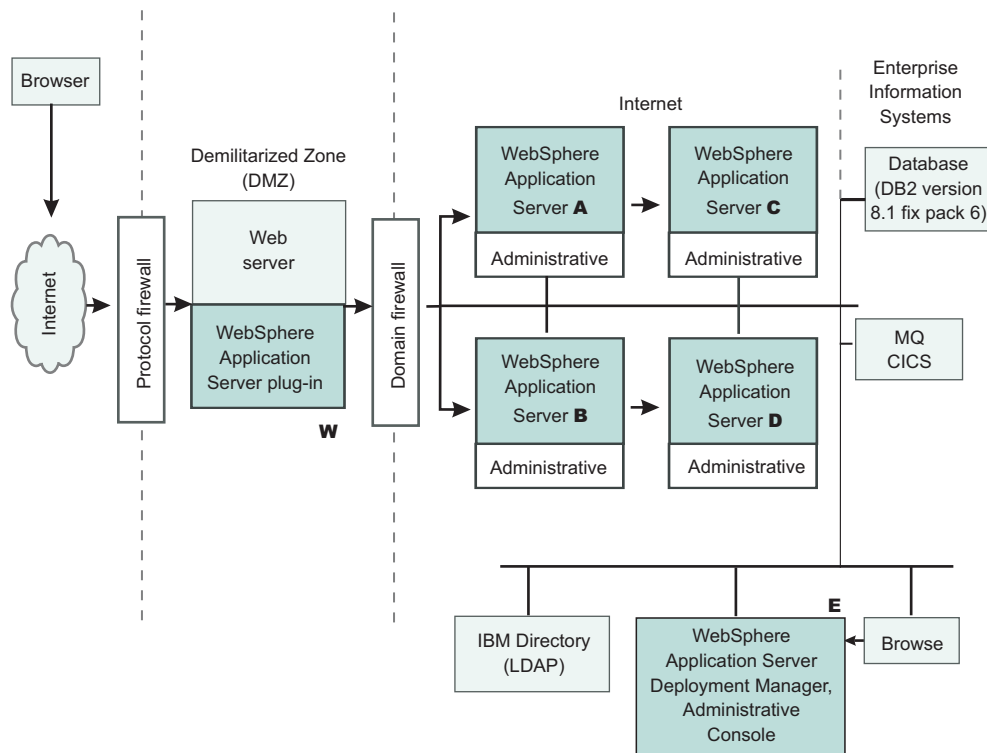 Browser
Internet
Protocol firewall
Demilitarized Zone
(DMZ)
Web
server
WebSphere
Application
Server plug-in
W
Domain firewall
Internet
WebSphere
Application
Server A
Administrative
WebSphere
Application
Server C
Administrative
WebSphere
Application
Server B
Administrative
WebSphere
Application
Server D
Administrative
Enterprise
Information
Systems
Database
(DB2 version
8.1 fix pack 6)
MQ
CICS
IBM Directory
(LDAP)
E
WebSphere
Application Server
Deployment Manager,
Administrative
Console
Browse